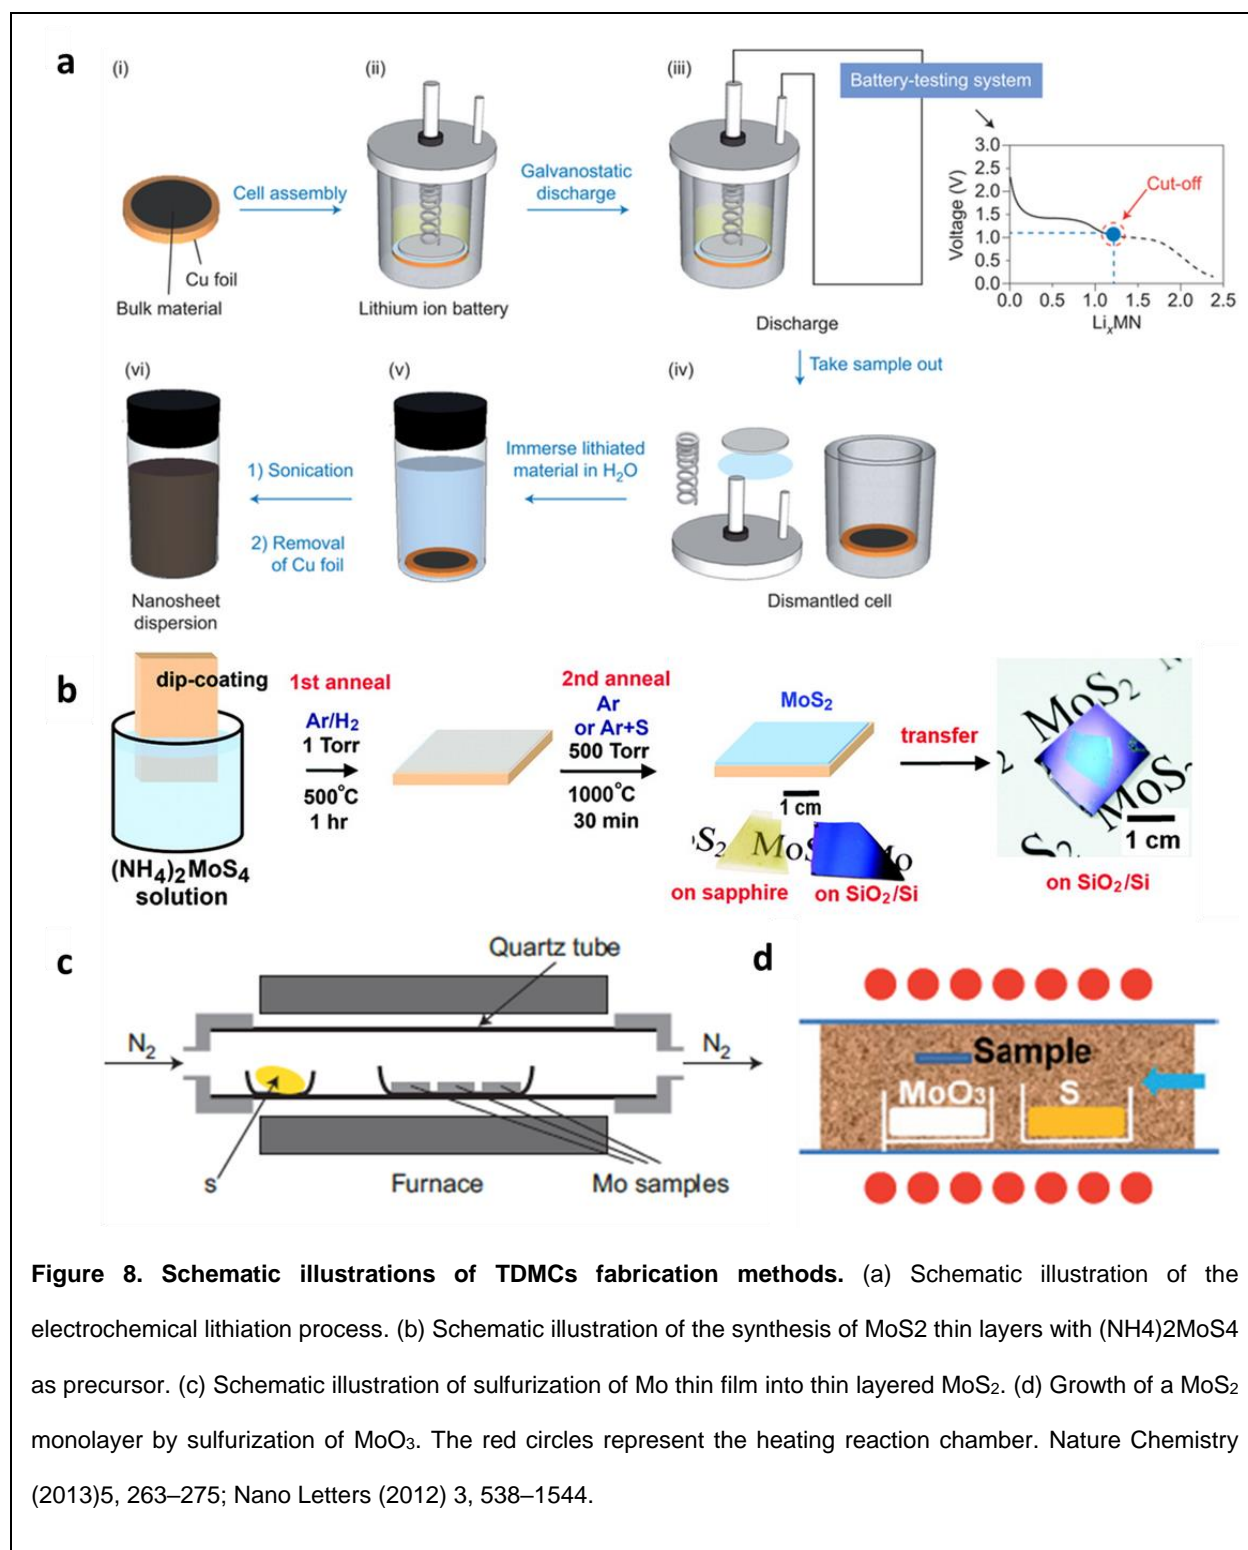 a
(i)
(ii)
(iii)
Battery-testing system
Cell assembly
Galvanostatic
discharge
Cu foil
Bulk material
Lithium ion battery
Discharge
3.0
2.5
2.0
1.5
1.0
0.5
0.0
Voltage (V)
Cut-off
0.0 0.5 1.0 1.5 2.0 2.5
LiₓMN
Take sample out
(vi)
(v)
(iv)
1) Sonication
2) Removal
of Cu foil
Immerse lithiated
material in H₂O
Nanosheet
dispersion
Dismantled cell
b
dip-coating
(NH₄)₂MoS₄
solution
1st anneal
Ar/H₂
1 Torr
500°C
1 hr
2nd anneal
Ar
or Ar+S
500 Torr
1000°C
30 min
MoS₂
1 cm
S₂ MoS Mo
on sapphire
on SiO₂/Si
transfer
MoS₂
2
MoS
S₂
1 cm
on SiO₂/Si
c
Quartz tube
N₂
N₂
s
Furnace
Mo samples
d
Sample
MoO₃
S
Figure 8. Schematic illustrations of TDMCs fabrication methods. (a) Schematic illustration of the
electrochemical lithiation process. (b) Schematic illustration of the synthesis of MoS2 thin layers with (NH4)2MoS4
as precursor. (c) Schematic illustration of sulfurization of Mo thin film into thin layered MoS₂. (d) Growth of a MoS₂
monolayer by sulfurization of MoO₃. The red circles represent the heating reaction chamber. Nature Chemistry
(2013)5, 263–275; Nano Letters (2012) 3, 538–1544.